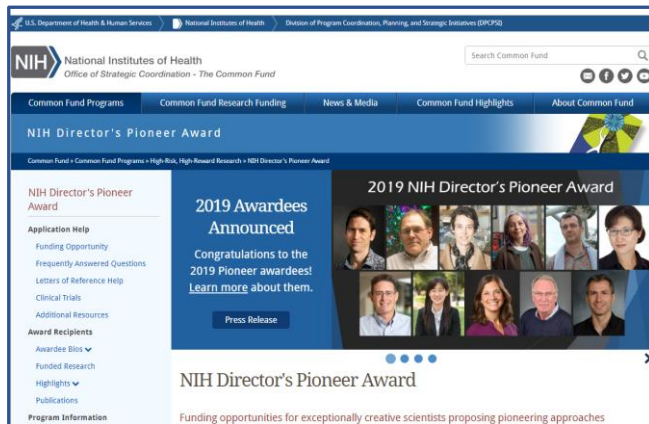 U.S. Department of Health & Human Services
National Institutes of Health
Division of Program Coordination, Planning, and Strategic Initiatives (DPCPSI)
NIH
National Institutes of Health
Office of Strategic Coordination - The Common Fund
Search Common Fund
Common Fund Programs
Common Fund Research Funding
News & Media
Common Fund Highlights
About Common Fund
NIH Director's Pioneer Award
Common Fund » Common Fund Programs » High-Risk, High-Reward Research » NIH Director's Pioneer Award
NIH Director's Pioneer
Award
Application Help
Funding Opportunity
Frequently Answered Questions
Letters of Reference Help
Clinical Trials
Additional Resources
Award Recipients
Awardee Bios
Funded Research
Highlights
Publications
Program Information
2019 Awardees
Announced
Congratulations to the
2019 Pioneer awardees!
Learn more about them.
Press Release
2019 NIH Director's Pioneer Award
NIH Director's Pioneer Award
Funding opportunities for exceptionally creative scientists proposing pioneering approaches